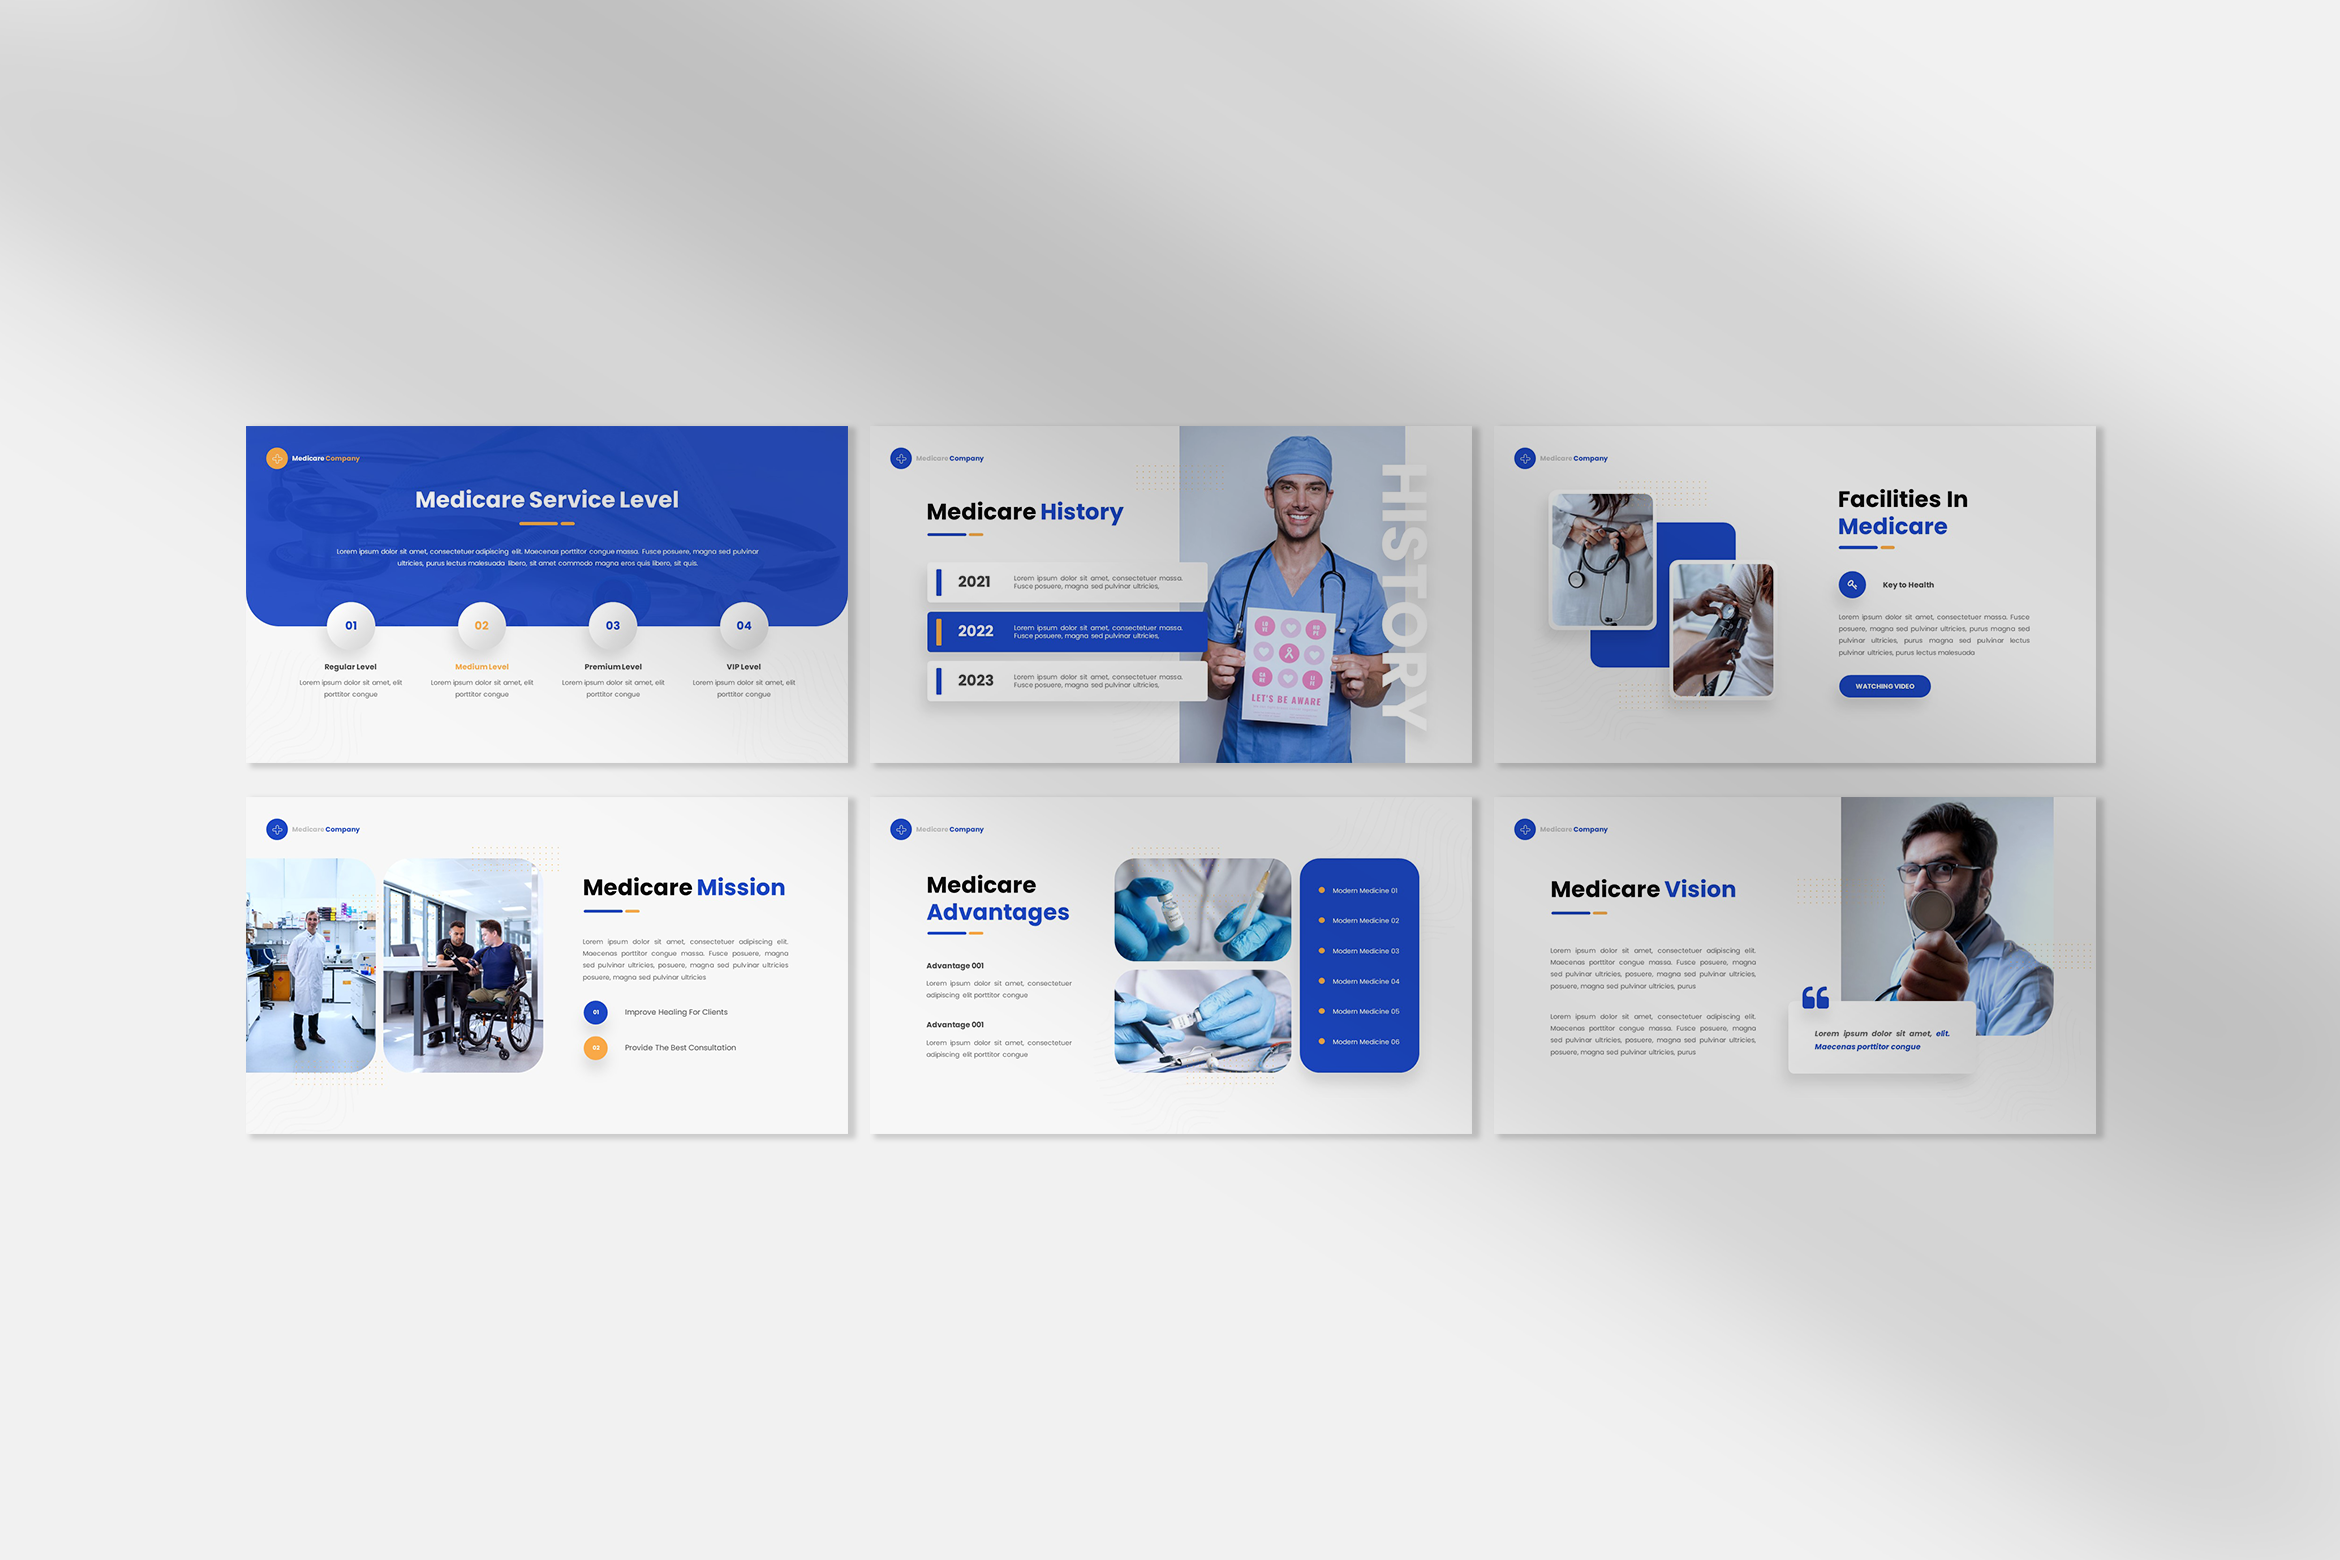 Medicare Company
Medicare Service Level
Lorem ipsum dolor sit amet, consectetuer adipiscing elit. Maecenas porttitor congue massa. Fusce posuere, magna sed pulvinar
ultricies, purus lectus malesuada libero, sit amet commodo magna eros quis libero, sit quis.
01
02
03
04
Regular Level
Medium Level
Premium Level
VIP Level
Lorem ipsum dolor sit amet, elit
porttitor congue
Lorem ipsum dolor sit amet, elit
porttitor congue
Lorem ipsum dolor sit amet, elit
porttitor congue
Lorem ipsum dolor sit amet, elit
porttitor congue
Medicare Company
Medicare History
2021
Lorem ipsum dolor sit amet, consectetuer massa.
Fusce posuere, magna sed pulvinar ultricies,
2022
Lorem ipsum dolor sit amet, consectetuer massa.
Fusce posuere, magna sed pulvinar ultricies,
2023
Lorem ipsum dolor sit amet, consectetuer massa.
Fusce posuere, magna sed pulvinar ultricies,
HISTORY
LET'S BE AWARE
Medicare Company
Facilities In
Medicare
Key to Health
Lorem ipsum dolor sit amet, consectetuer massa. Fusce
posuere, magna sed pulvinar ultricies, purus magna sed
pulvinar ultricies, purus magna sed pulvinar lectus
pulvinar ultricies, purus lectus malesuada
WATCHING VIDEO
Medicare Company
Medicare Mission
Lorem ipsum dolor sit amet, consectetuer adipiscing elit.
Maecenas porttitor congue massa. Fusce posuere, magna
sed pulvinar ultricies, posuere, magna sed pulvinar ultricies
posuere, magna sed pulvinar ultricies
01
Improve Healing For Clients
02
Provide The Best Consultation
Medicare Company
Medicare
Advantages
Advantage 001
Lorem ipsum dolor sit amet, consectetuer
adipiscing elit porttitor congue
Advantage 001
Lorem ipsum dolor sit amet, consectetuer
adipiscing elit porttitor congue
Modern Medicine 01
Modern Medicine 02
Modern Medicine 03
Modern Medicine 04
Modern Medicine 05
Modern Medicine 06
Medicare Company
Medicare Vision
Lorem ipsum dolor sit amet, consectetuer adipiscing elit.
Maecenas porttitor congue massa. Fusce posuere, magna
sed pulvinar ultricies, posuere, magna sed pulvinar ultricies,
posuere, magna sed pulvinar ultricies, purus
Lorem ipsum dolor sit amet, consectetuer adipiscing elit.
Maecenas porttitor congue massa. Fusce posuere, magna
sed pulvinar ultricies, posuere, magna sed pulvinar ultricies,
posuere, magna sed pulvinar ultricies, purus
Lorem ipsum dolor sit amet, elit.
Maecenas porttitor congue